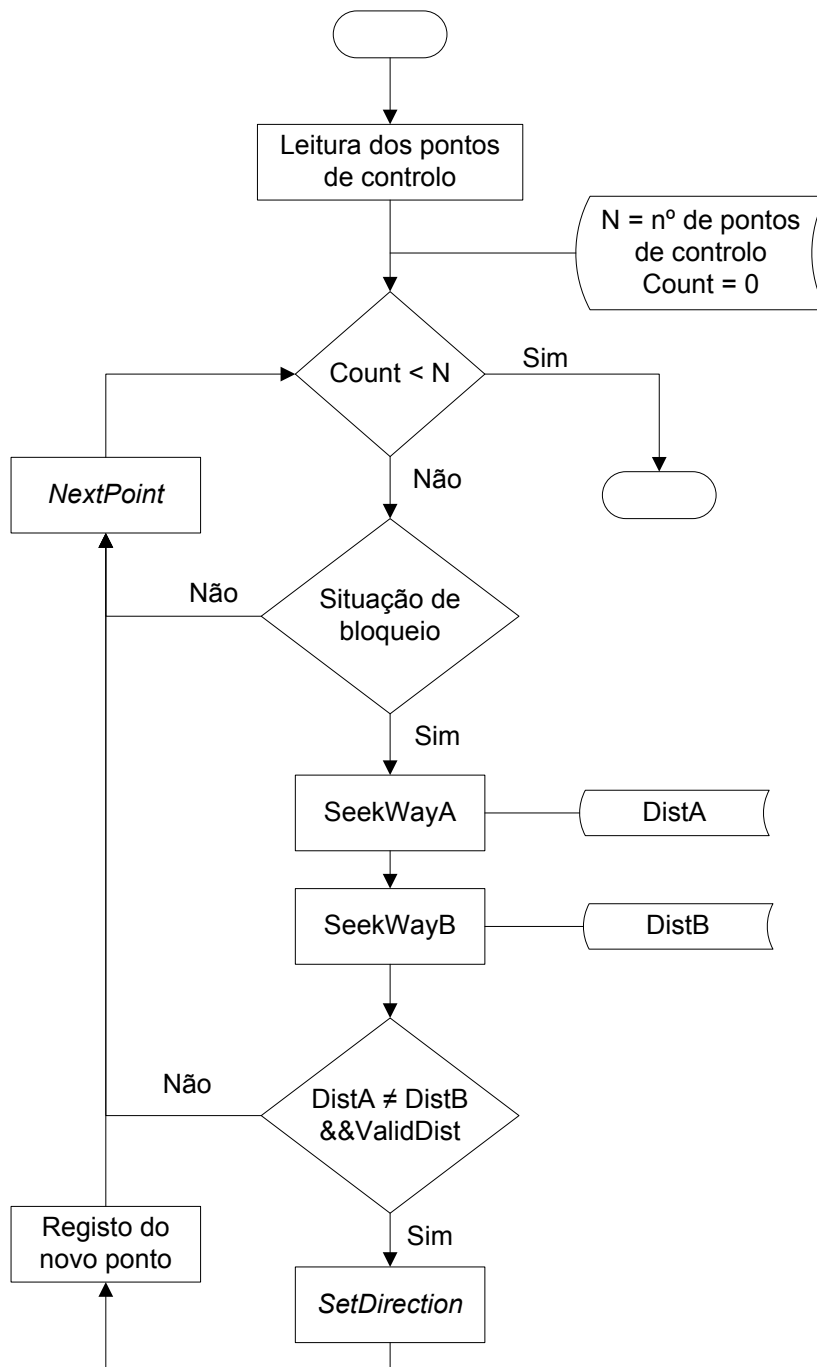 Leitura dos pontos
de controlo
N = nº de pontos
de controlo
Count = 0
Count < N
Sim
Não
NextPoint
Não
Situação de
bloqueio
Sim
SeekWayA
DistA
SeekWayB
DistB
Não
DistA ≠ DistB
&&ValidDist
Sim
Registo do
novo ponto
SetDirection